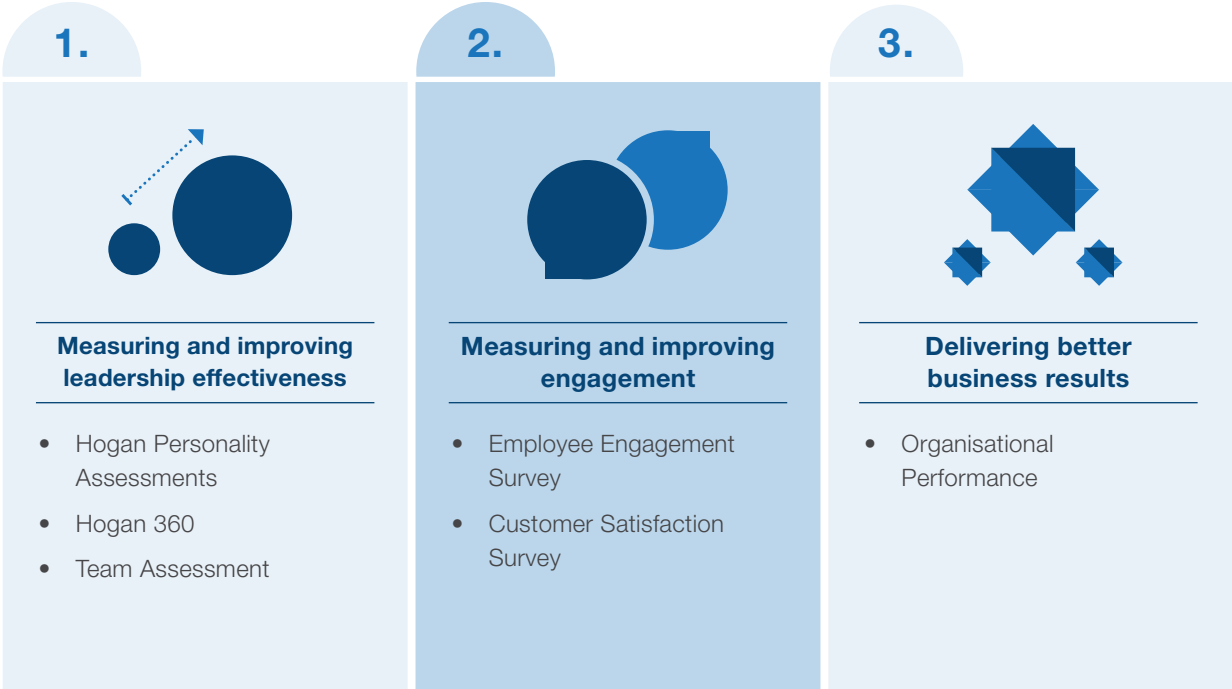 1.
Measuring and improving
leadership effectiveness
• Hogan Personality
Assessments
• Hogan 360
• Team Assessment
2.
Measuring and improving
engagement
• Employee Engagement
Survey
• Customer Satisfaction
Survey
3.
Delivering better
business results
• Organisational
Performance